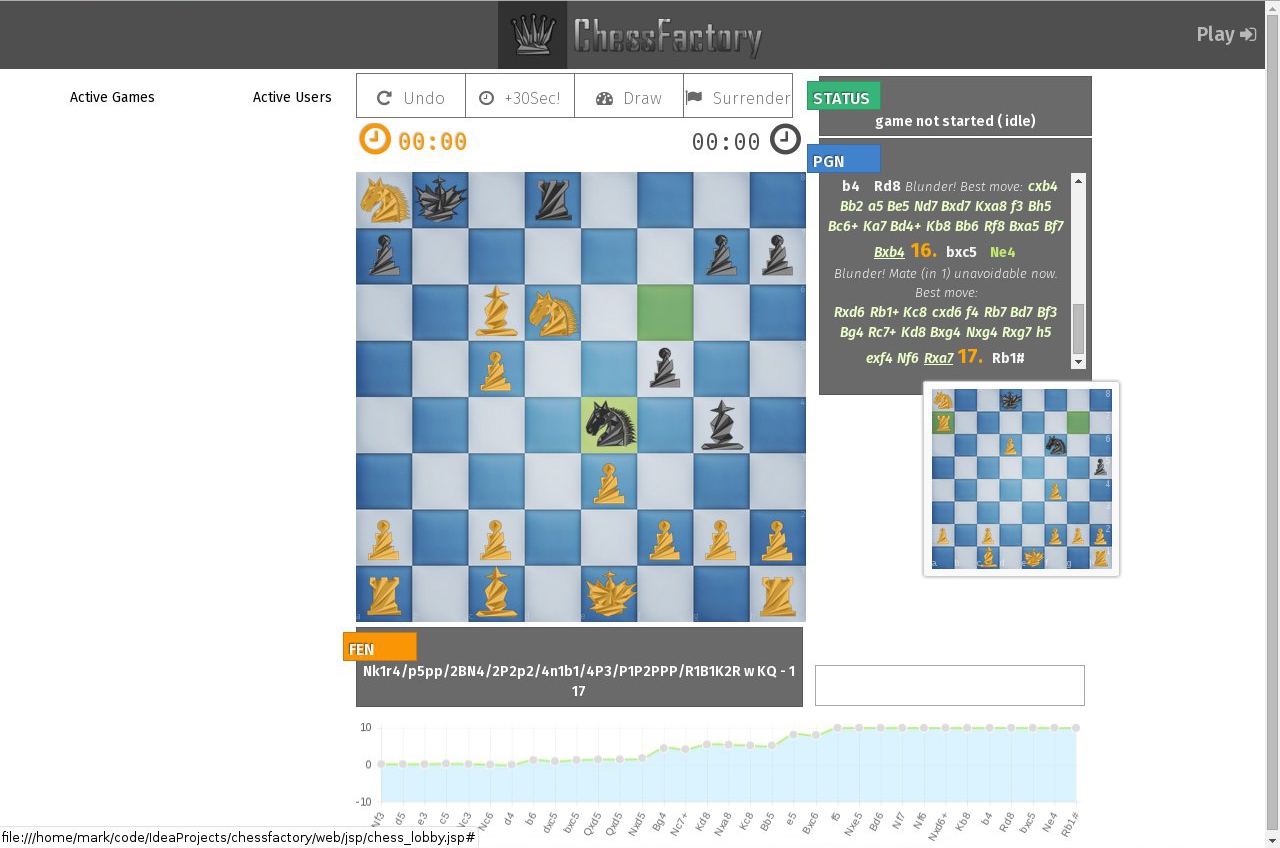 ChessFactory
Play
Active Games
Active Users
Undo
+30Sec!
Draw
Surrender
00:00
00:00
STATUS
game not started ( idle)
PGN
b4 Rd8 Blunder! Best move: cxb4
Bb2 a5 Be5 Nd7 Bxd7 Kxa8 f3 Bh5
Bc6+ Ka7 Bd4+ Kb8 Bb6 Rf8 Bxa5 Bf7
Bxb4 16. bxc5 Ne4
Blunder! Mate (in 1) unavoidable now.
Best move:
Rxd6 Rb1+ Kc8 cxd6 f4 Rb7 Bd7 Bf3
Bg4 Rc7+ Kd8 Bxg4 Nxg4 Rxg7 h5
exf4 Nf6 Rxa7 17. Rb1#
8
6
5
4
2
1
a
c
e
g
FEN
Nk1r4/p5pp/2BN4/2P2p2/4n1b1/4P3/P1P2PPP/R1B1K2R w KQ - 1
17
10
0
-10
Nf3
d5
e3
c5
Nc3
Nc6
d4
b6
dxc5
bxc5
Qxd5
Qxd5
Nxd5
Bg4
Nc7+
Kd8
Nxa8
Kc8
Bb5
e5
Bxc6
f5
Nxe5
Bd6
Nf7
Nf6
Nxd6+
Kb8
b4
Rd8
bxc5
Ne4
Rb1#
file:///home/mark/code/IdeaProjects/chessfactory/web/jsp/chess_lobby.jsp#